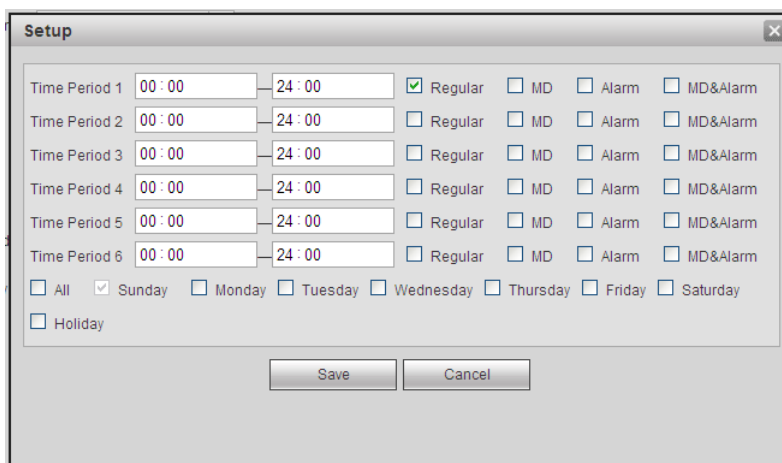 Setup
Time Period 1 00:00 — 24:00 Regular MD Alarm MD&Alarm
Time Period 2 00:00 — 24:00 Regular MD Alarm MD&Alarm
Time Period 3 00:00 — 24:00 Regular MD Alarm MD&Alarm
Time Period 4 00:00 — 24:00 Regular MD Alarm MD&Alarm
Time Period 5 00:00 — 24:00 Regular MD Alarm MD&Alarm
Time Period 6 00:00 — 24:00 Regular MD Alarm MD&Alarm
All Sunday Monday Tuesday Wednesday Thursday Friday Saturday
Holiday
Save Cancel